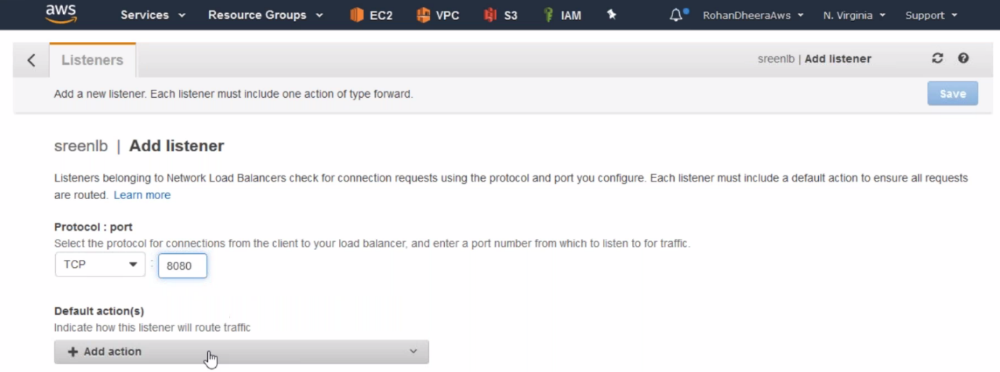 aws Services Resource Groups EC2 VPC S3 IAM RohanDheeraAws N. Virginia Support
Listeners sreenlb | Add listener
Add a new listener. Each listener must include one action of type forward. Save
sreenlb | Add listener
Listeners belonging to Network Load Balancers check for connection requests using the protocol and port you configure. Each listener must include a default action to ensure all requests
are routed. Learn more
Protocol : port
Select the protocol for connections from the client to your load balancer, and enter a port number from which to listen to for traffic.
TCP : 8080
Default action(s)
Indicate how this listener will route traffic
+ Add action